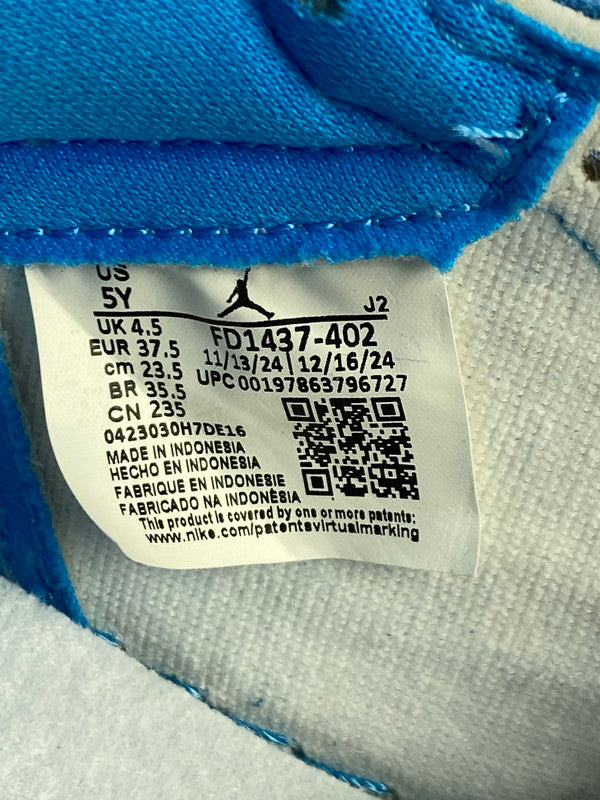 US
5Y
J2
UK 4.5
EUR 37.5
cm 23.5
BR 35.5
CN 235
FD1437-402
11/13/24 | 12/16/24
UPC 00197863796727
0423030H7DE16
MADE IN INDONESIA
HECHO EN INDONESIA
FABRIQUE EN INDONESIE
FABRICADO NA INDONÉSIA
This product is covered by one or more patents:
www.nike.com/patentsvirtualmarking